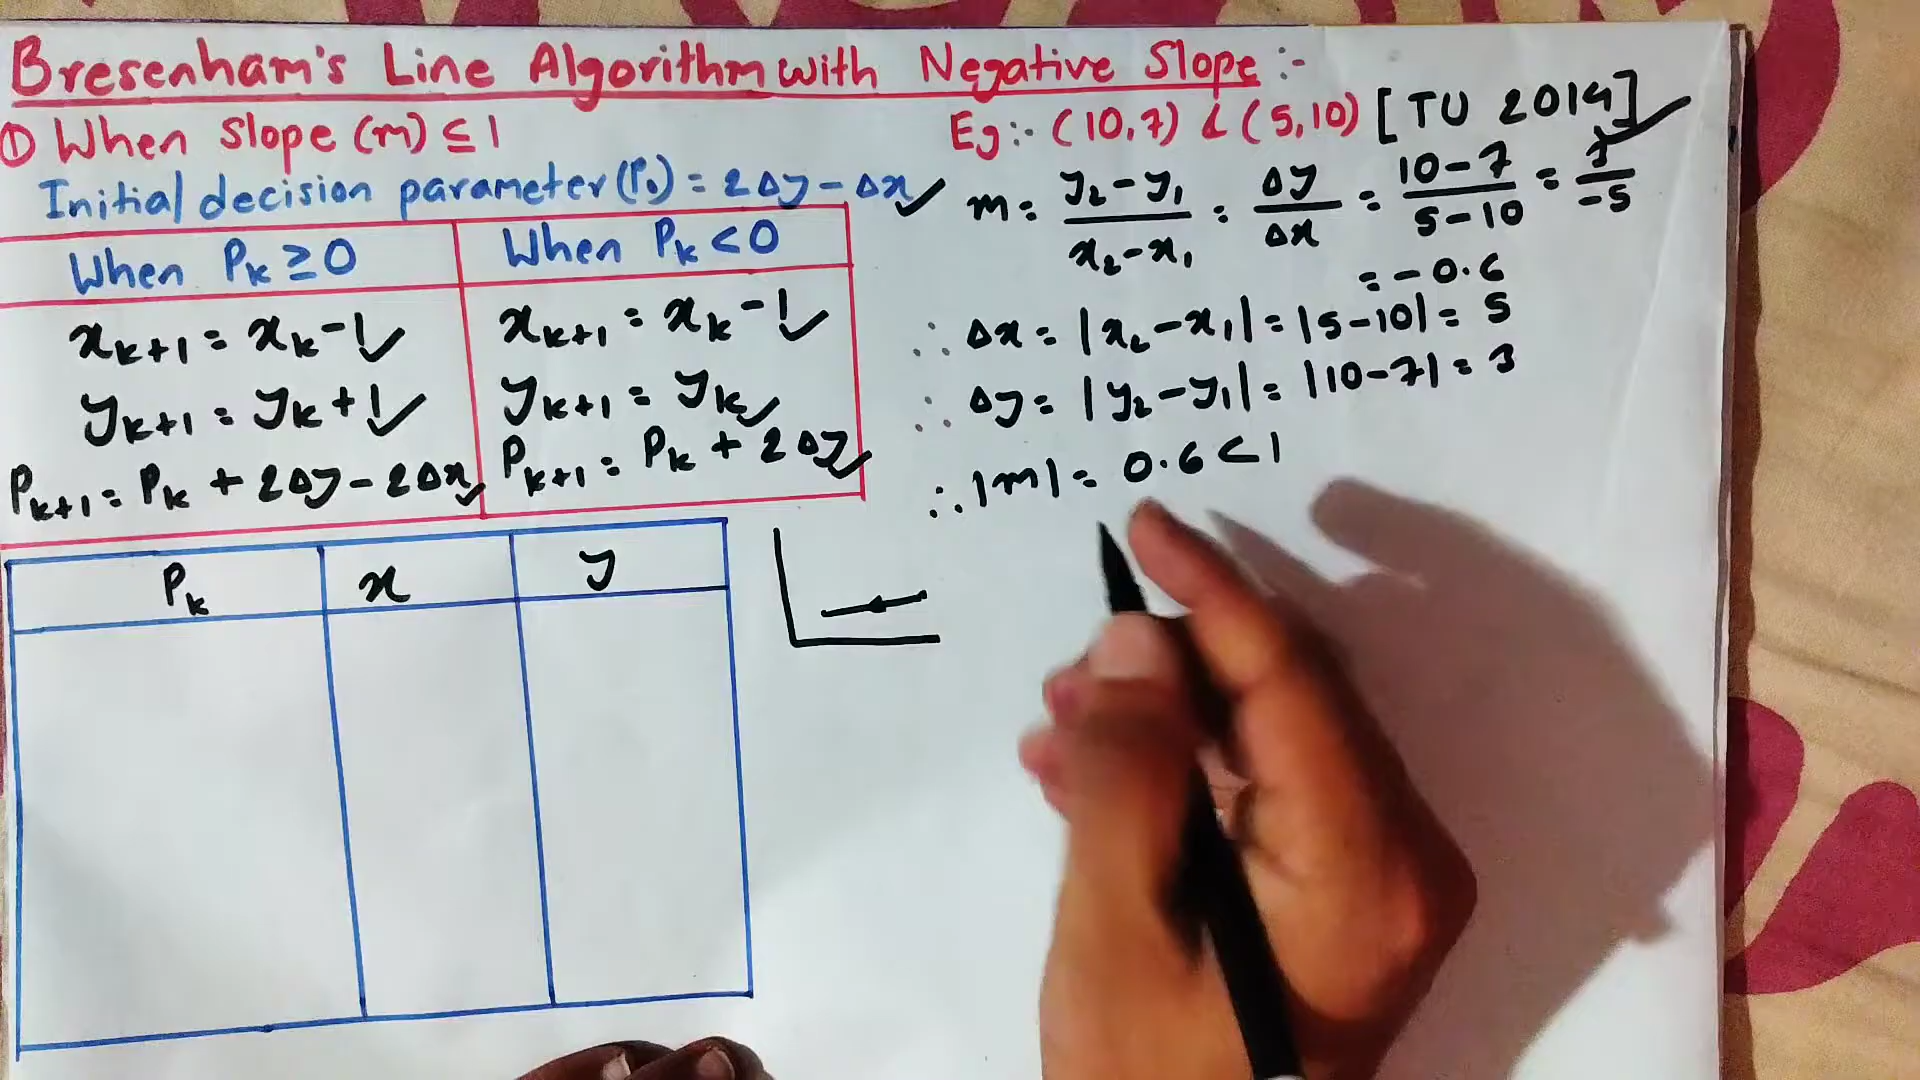 Bresenham's Line Algorithm with Negative Slope :-
① When slope (m) ≤ 1
Initial decision parameter (P₀) = 2Δy - Δx ✓
When Pk ≥ 0
xk+1 = xk - 1 ✓
yk+1 = yk + 1 ✓
Pk+1 = Pk + 2Δy - 2Δx ✓
When Pk < 0
xk+1 = xk - 1 ✓
yk+1 = yk ✓
Pk+1 = Pk + 2Δy ✓
Pk x y
Eg :- (10,7) & (5,10) [TU 2014] ✓
m = y₂ - y₁ / x₂ - x₁ = Δy / Δx = 10 - 7 / 5 - 10 = 3 / -5
= - 0.6
∴ Δx = |x₂ - x₁| = |5 - 10| = 5
∴ Δy = |y₂ - y₁| = |10 - 7| = 3
∴ |m| = 0.6 < 1